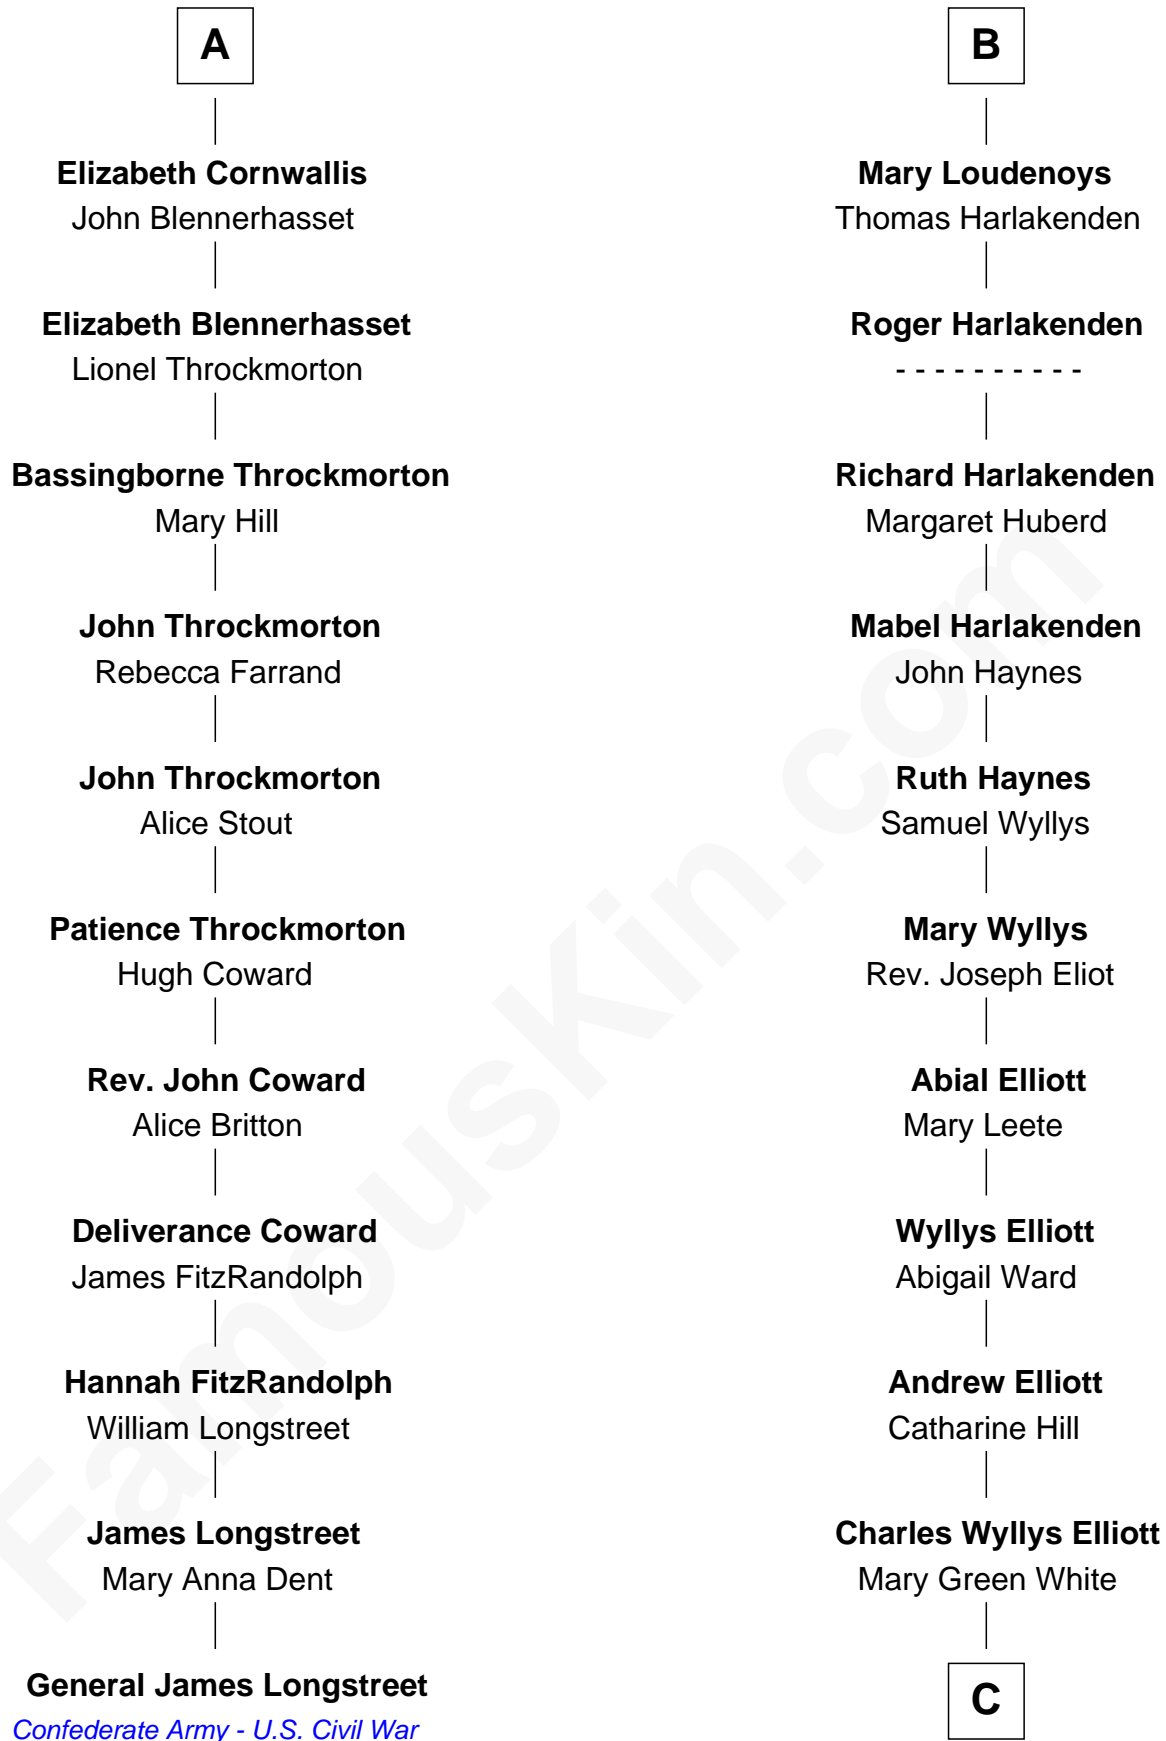 A
Elizabeth Cornwallis
John Blennerhasset
Elizabeth Blennerhasset
Lionel Throckmorton
Bassingborne Throckmorton
Mary Hill
John Throckmorton
Rebecca Farrand
John Throckmorton
Alice Stout
Patience Throckmorton
Hugh Coward
Rev. John Coward
Alice Britton
Deliverance Coward
James FitzRandolph
Hannah FitzRandolph
William Longstreet
James Longstreet
Mary Anna Dent
General James Longstreet
Confederate Army - U.S. Civil War
B
Mary Loudenoys
Thomas Harlakenden
Roger Harlakenden
- - - - - - - - - -
Richard Harlakenden
Margaret Huberd
Mabel Harlakenden
John Haynes
Ruth Haynes
Samuel Wyllys
Mary Wyllys
Rev. Joseph Eliot
Abial Elliott
Mary Leete
Wyllys Elliott
Abigail Ward
Andrew Elliott
Catharine Hill
Charles Wyllys Elliott
Mary Green White
C
FamousKin.com